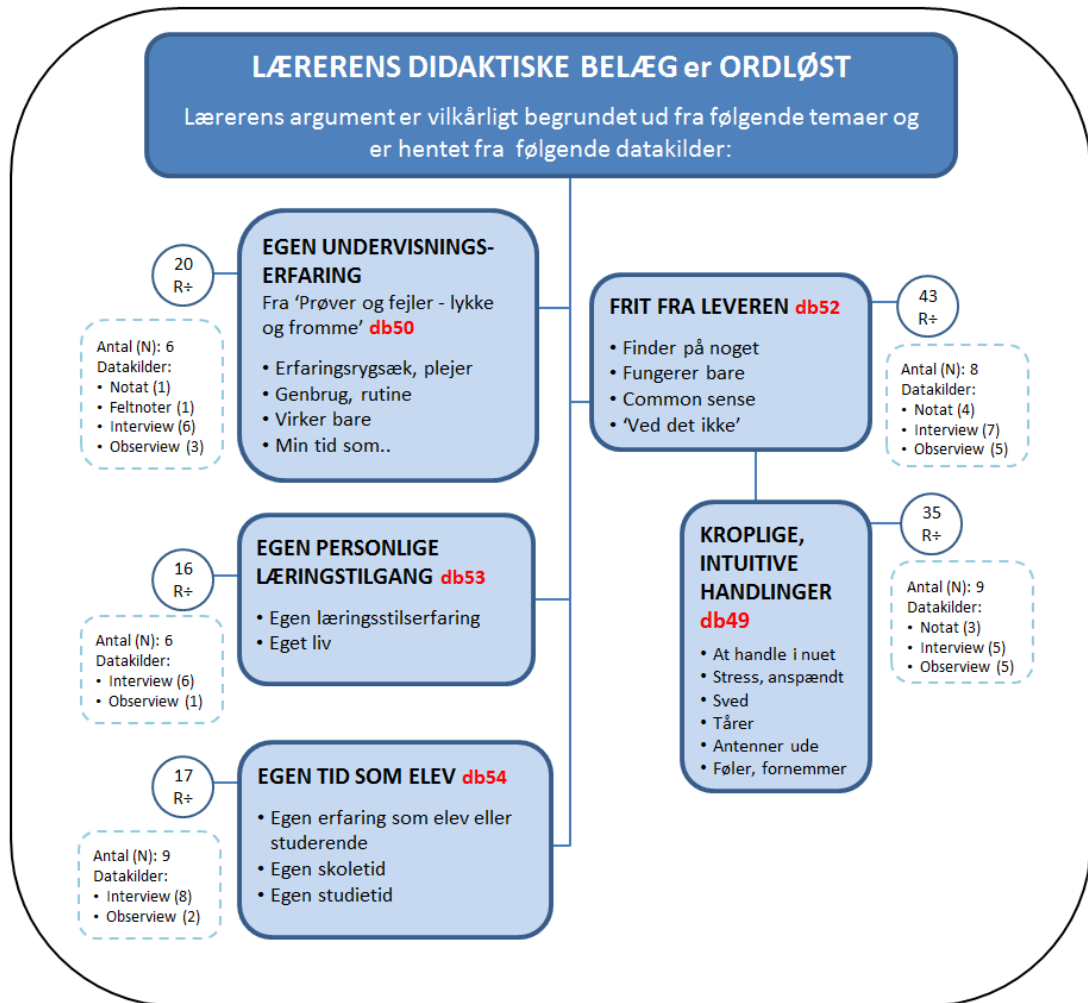 LÆRERENS DIDAKTISKE BELÆG er ORDLØST
Lærerens argument er vilkårligt begrundet ud fra følgende temaer og
er hentet fra følgende datakilder:
20
R÷
EGEN UNDERVISNINGS-
ERFARING
Fra ‘Prøver og fejler - lykke
og fromme’ db50
• Erfaringsrygsæk, plejer
• Genbrug, rutine
• Virker bare
• Min tid som..
Antal (N): 6
Datakilder:
• Notat (1)
• Feltnoter (1)
• Interview (6)
• Obserview (3)
FRIT FRA LEVEREN db52
• Finder på noget
• Fungerer bare
• Common sense
• ‘Ved det ikke’
43
R÷
Antal (N): 8
Datakilder:
• Notat (4)
• Interview (7)
• Obserview (5)
16
R÷
EGEN PERSONLIGE
LÆRINGSTILGANG db53
• Egen læringsstilserfaring
• Eget liv
Antal (N): 6
Datakilder:
• Interview (6)
• Obserview (1)
KROPLIGE,
INTUITIVE
HANDLINGER
db49
• At handle i nuet
• Stress, anspændt
• Sved
• Tårer
• Antenner ude
• Føler, fornemmer
35
R÷
Antal (N): 9
Datakilder:
• Notat (3)
• Interview (5)
• Obserview (5)
17
R÷
EGEN TID SOM ELEV db54
• Egen erfaring som elev eller
studerende
• Egen skoletid
• Egen studietid
Antal (N): 9
Datakilder:
• Interview (8)
• Obserview (2)